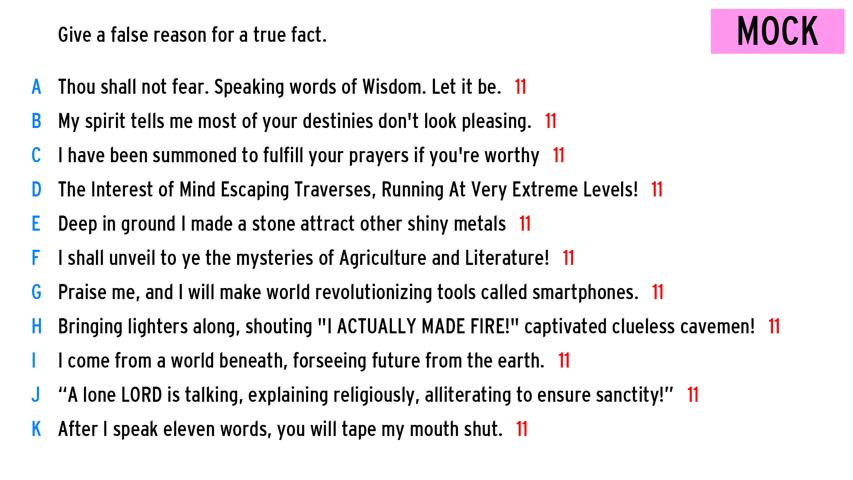 Give a false reason for a true fact.
MOCK
A Thou shall not fear. Speaking words of Wisdom. Let it be. 11
B My spirit tells me most of your destinies don't look pleasing. 11
C I have been summoned to fulfill your prayers if you're worthy 11
D The Interest of Mind Escaping Traverses, Running At Very Extreme Levels! 11
E Deep in ground I made a stone attract other shiny metals 11
F I shall unveil to ye the mysteries of Agriculture and Literature! 11
G Praise me, and I will make world revolutionizing tools called smartphones. 11
H Bringing lighters along, shouting "I ACTUALLY MADE FIRE!" captivated clueless cavemen! 11
I I come from a world beneath, forseeing future from the earth. 11
J “A lone LORD is talking, explaining religiously, alliterating to ensure sanctity!” 11
K After I speak eleven words, you will tape my mouth shut. 11